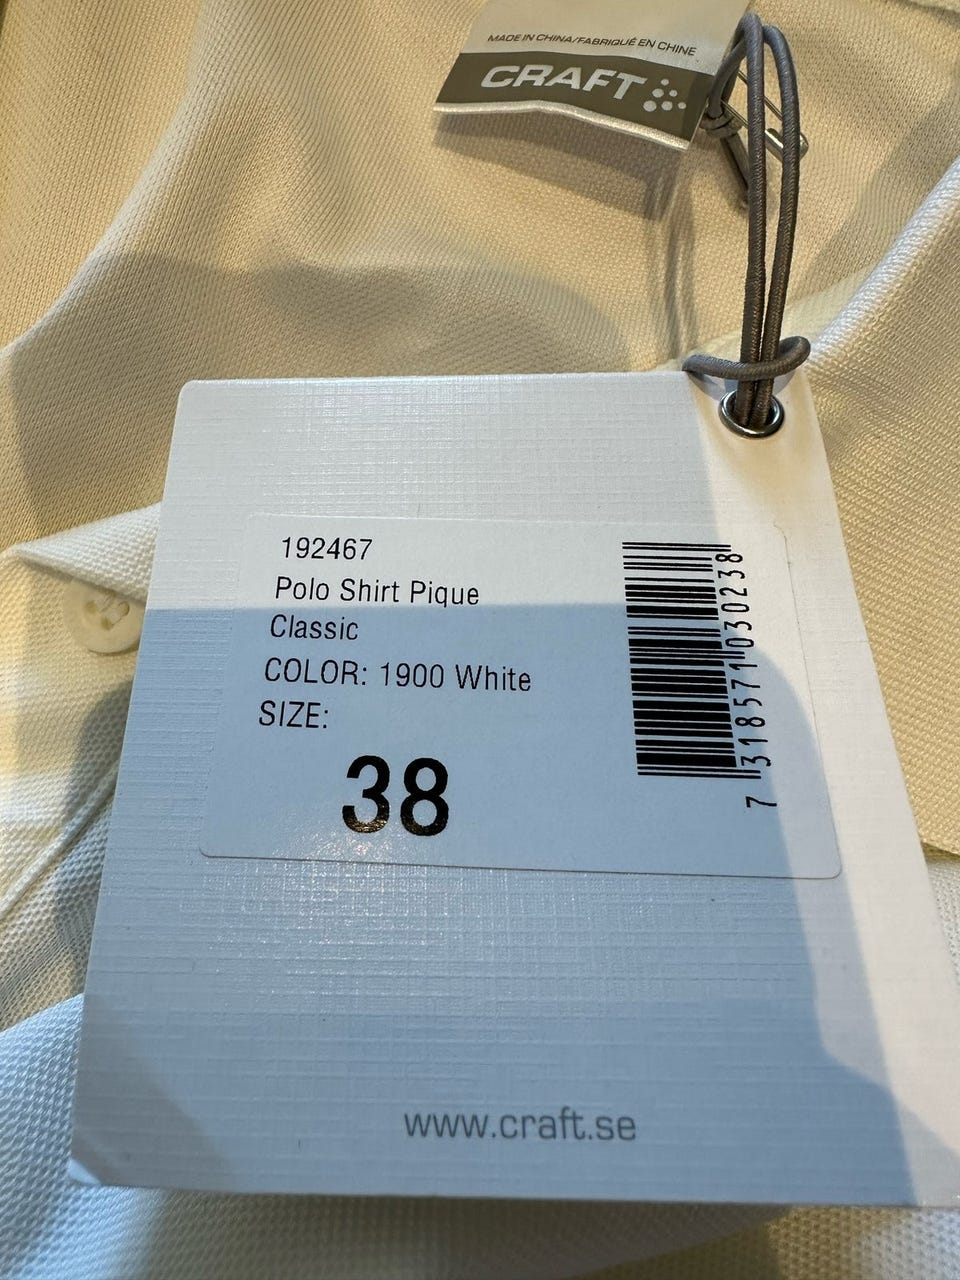 MADE IN CHINA/FABRIQUÉ EN CHINE
CRAFT
192467
Polo Shirt Pique
Classic
COLOR: 1900 White
SIZE:
38
7 318571 030238
www.craft.se